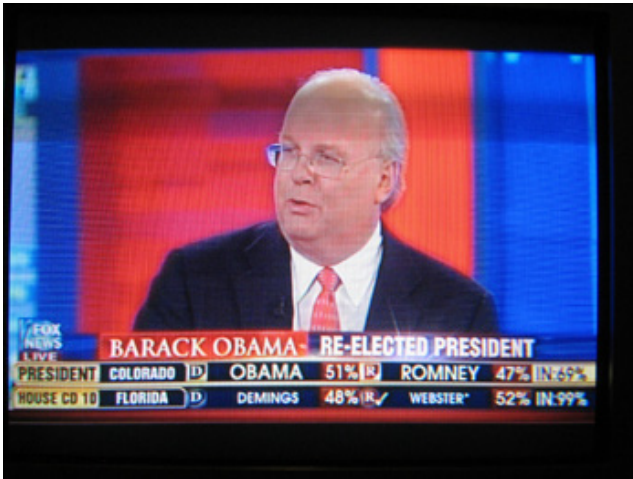 FOX
NEWS
LIVE
BARACK OBAMA RE-ELECTED PRESIDENT
PRESIDENT COLORADO D OBAMA 51% R ROMNEY 47% IN:69%
HOUSE CD 10 FLORIDA D DEMINGS 48% R✓ WEBSTER* 52% IN:99%